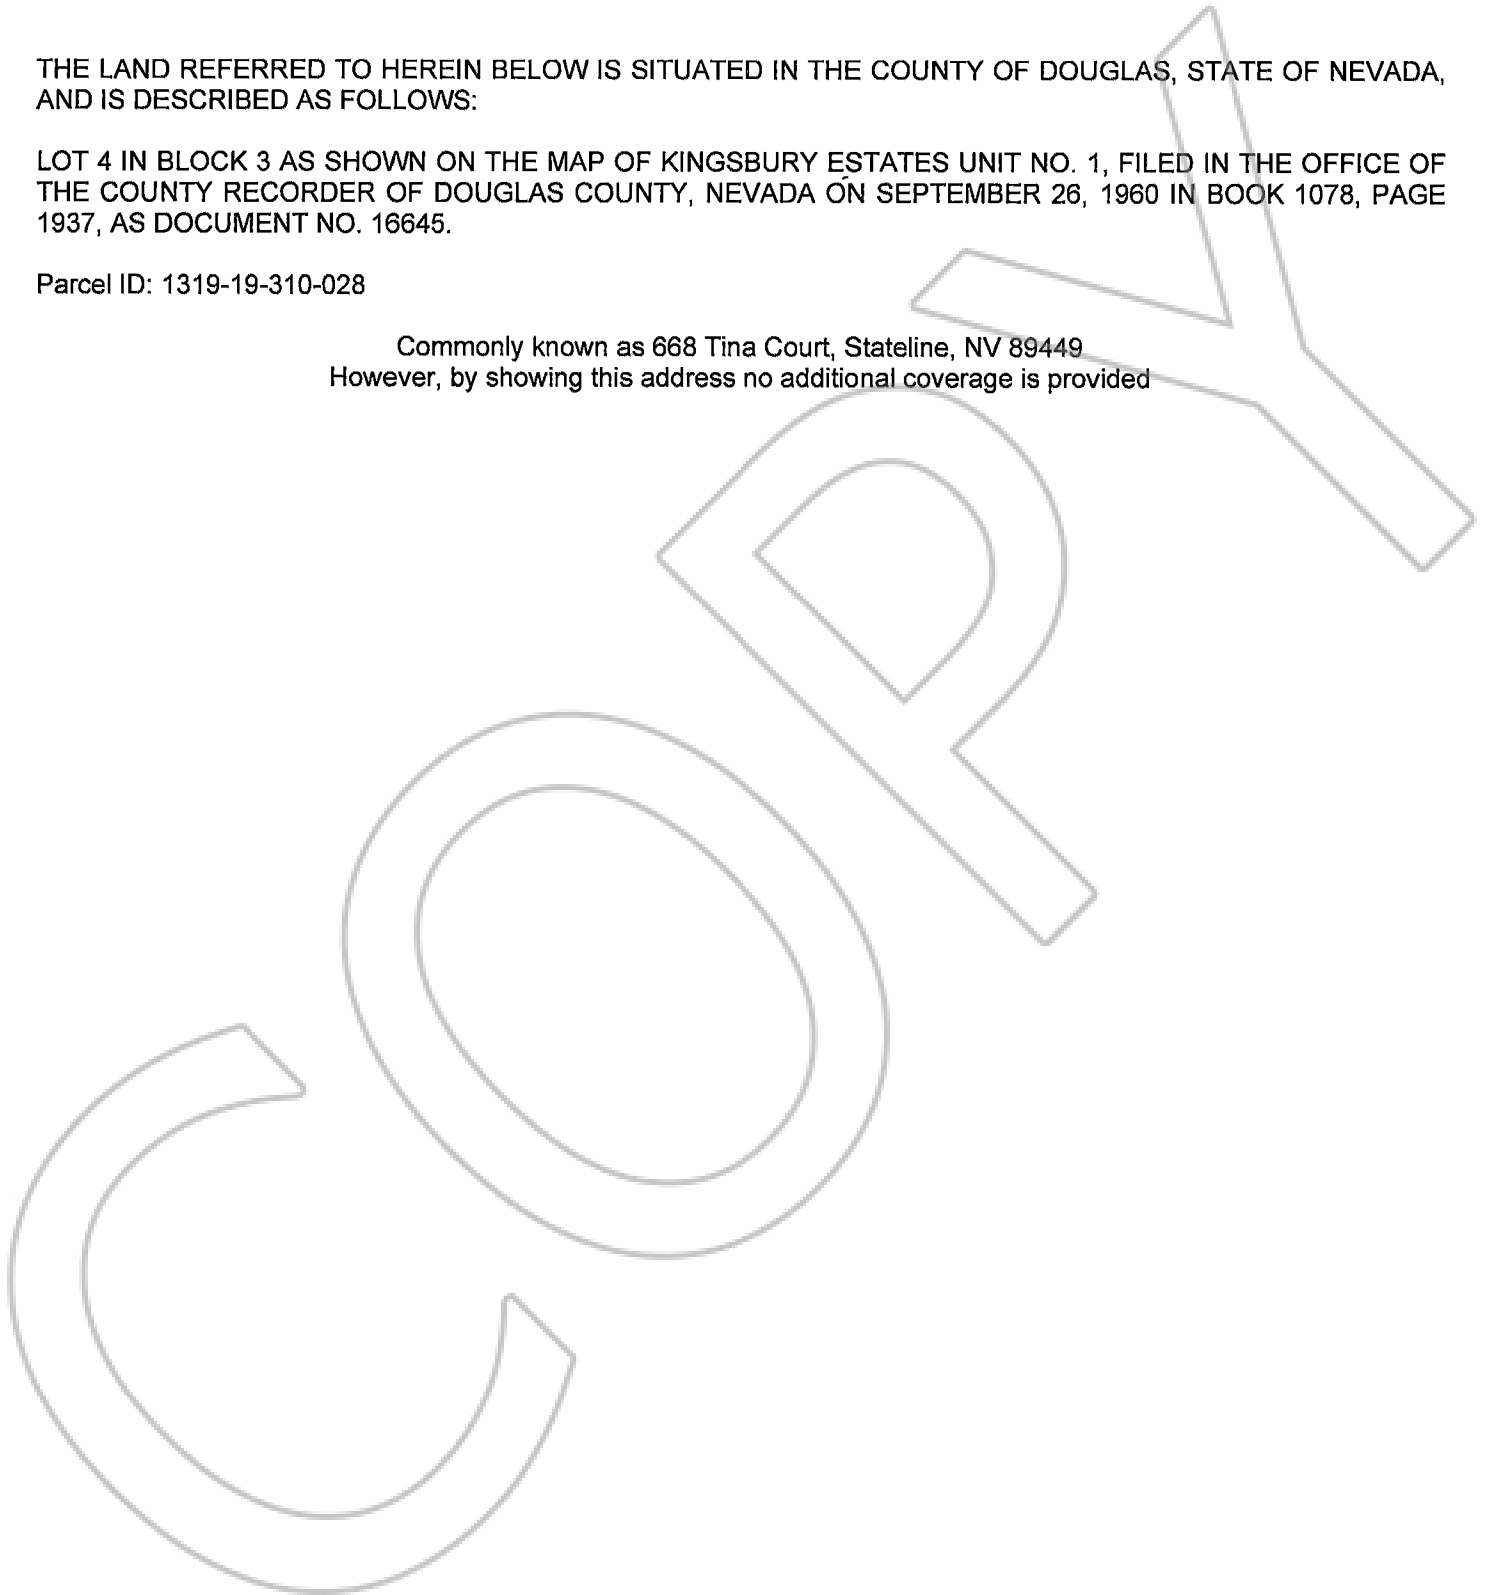 THE LAND REFERRED TO HEREIN BELOW IS SITUATED IN THE COUNTY OF DOUGLAS, STATE OF NEVADA,
AND IS DESCRIBED AS FOLLOWS:
LOT 4 IN BLOCK 3 AS SHOWN ON THE MAP OF KINGSBURY ESTATES UNIT NO. 1, FILED IN THE OFFICE OF
THE COUNTY RECORDER OF DOUGLAS COUNTY, NEVADA ON SEPTEMBER 26, 1960 IN BOOK 1078, PAGE
1937, AS DOCUMENT NO. 16645.
Parcel ID: 1319-19-310-028
Commonly known as 668 Tina Court, Stateline, NV 89449
However, by showing this address no additional coverage is provided
COPY